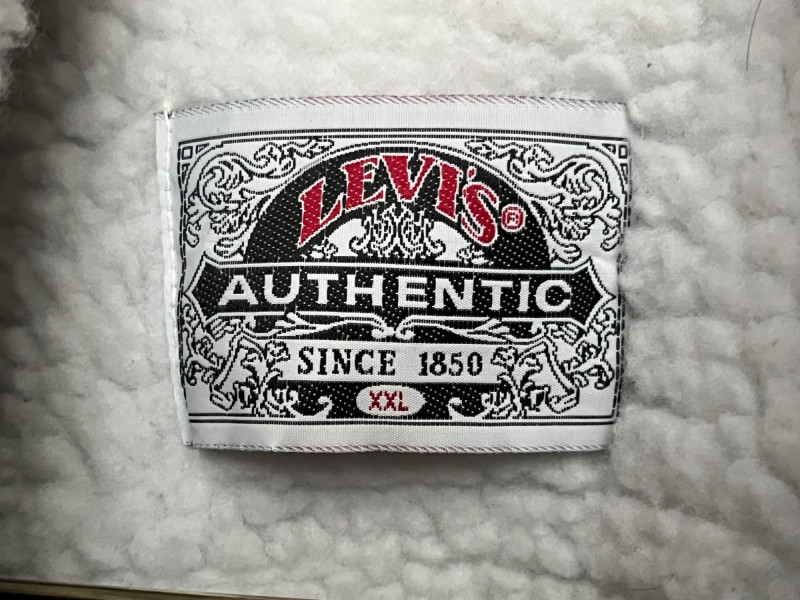 LEVI'S®
AUTHENTIC
SINCE 1850
XXL